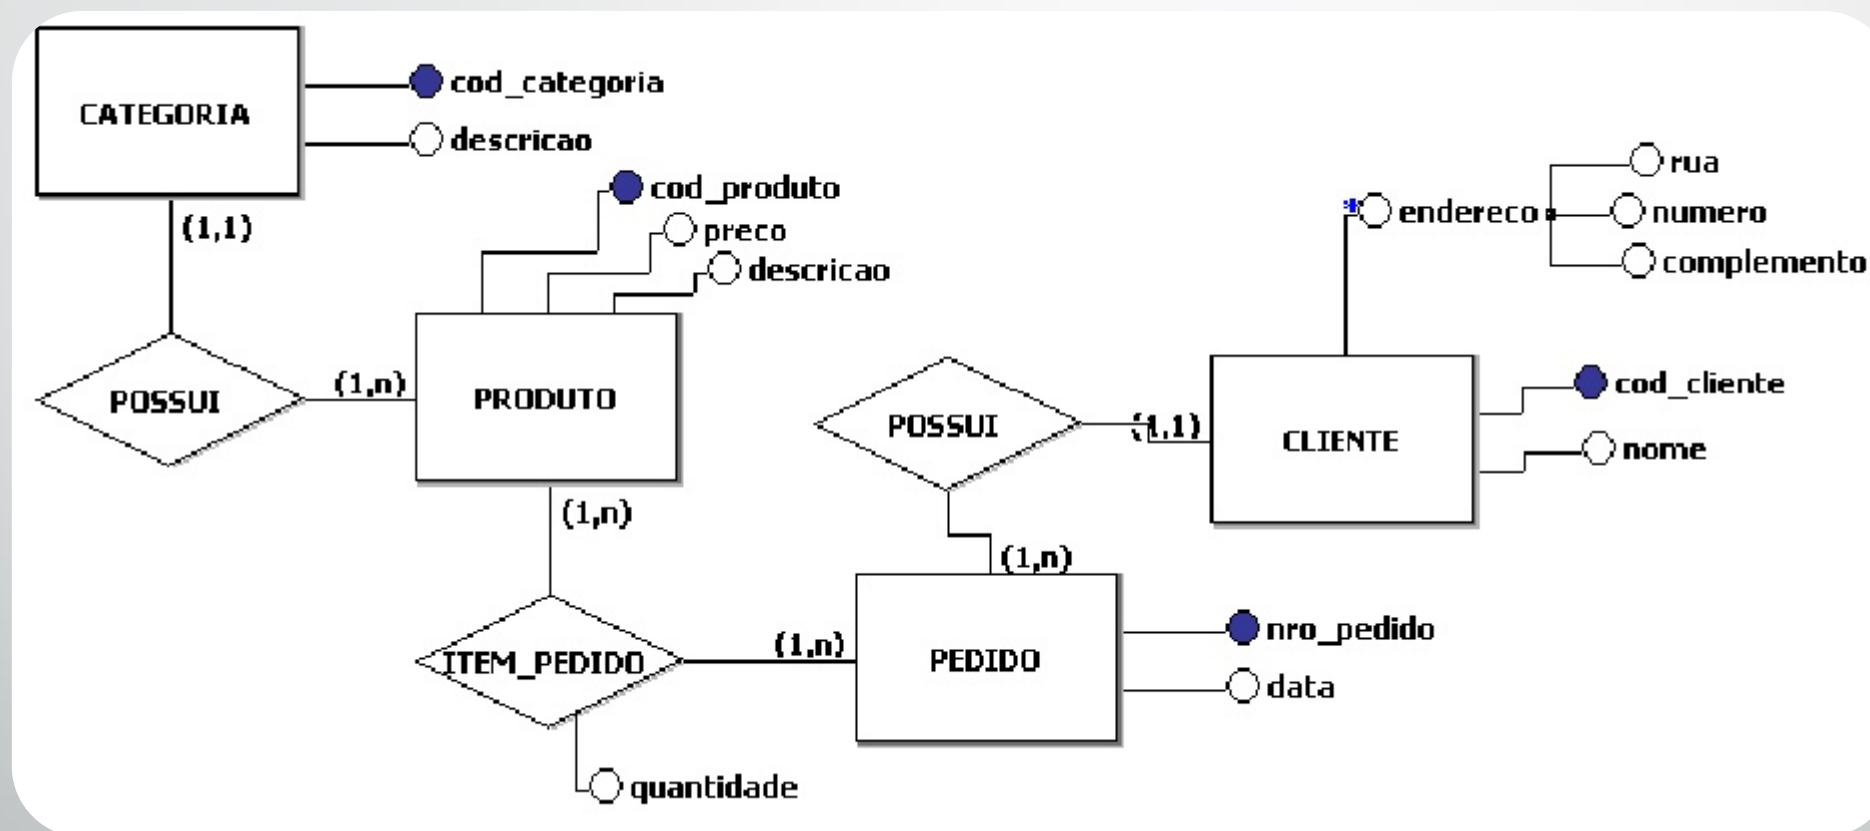 CATEGORIA
cod_categoria
descricao
(1,1)
cod_produto
preco
descricao
POSSUI
(1,n)
PRODUTO
(1,n)
ITEM_PEDIDO
quantidade
(1,n)
PEDIDO
nro_pedido
data
(1,n)
POSSUI
(1,1)
CLIENTE
cod_cliente
nome
*
endereco
rua
numero
complemento